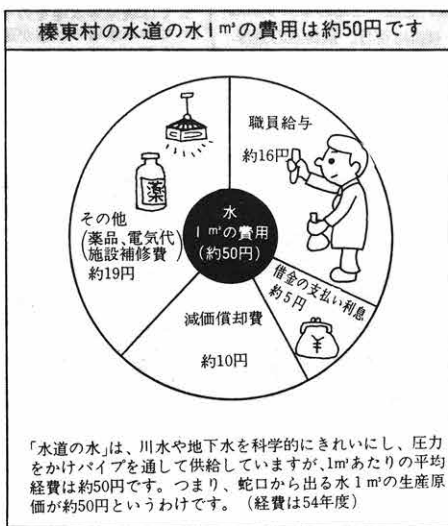 榛東村の水道の水1m³の費用は約50円です
職員給与
約16円
薬
その他
(薬品、電気代
施設補修費)
約19円
水
1m³の費用
(約50円)
借金の支払い利息
約5円
¥
減価償却費
約10円
「水道の水」は、川水や地下水を科学的にきれいにし、圧力
をかけパイプを通して供給していますが、1m³あたりの平均
経費は約50円です。つまり、蛇口から出る水1m³の生産原
価が約50円というわけです。(経費は54年度)